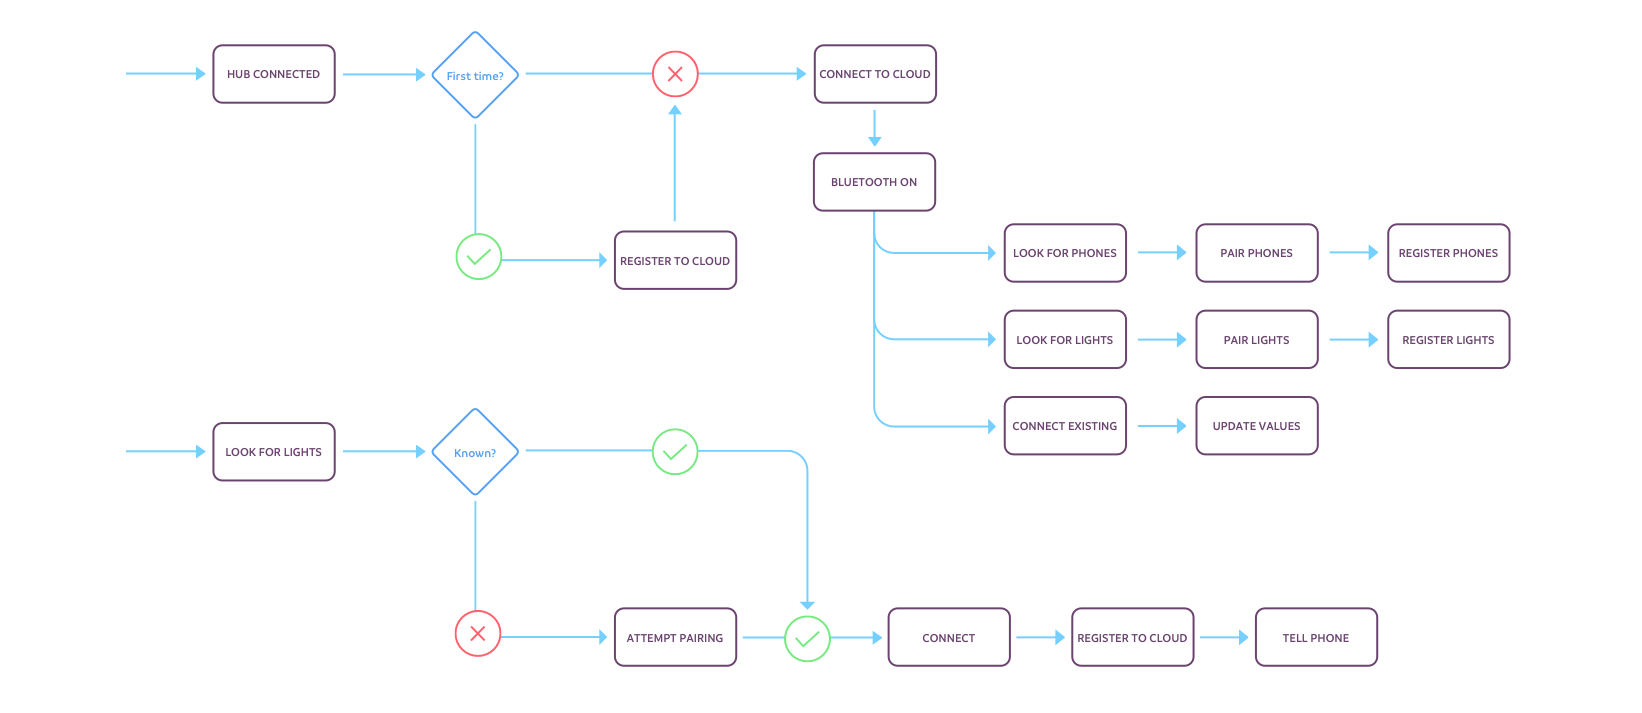 HUB CONNECTED
First time?
CONNECT TO CLOUD
BLUETOOTH ON
REGISTER TO CLOUD
LOOK FOR PHONES
PAIR PHONES
REGISTER PHONES
LOOK FOR LIGHTS
PAIR LIGHTS
REGISTER LIGHTS
CONNECT EXISTING
UPDATE VALUES
LOOK FOR LIGHTS
Known?
ATTEMPT PAIRING
CONNECT
REGISTER TO CLOUD
TELL PHONE